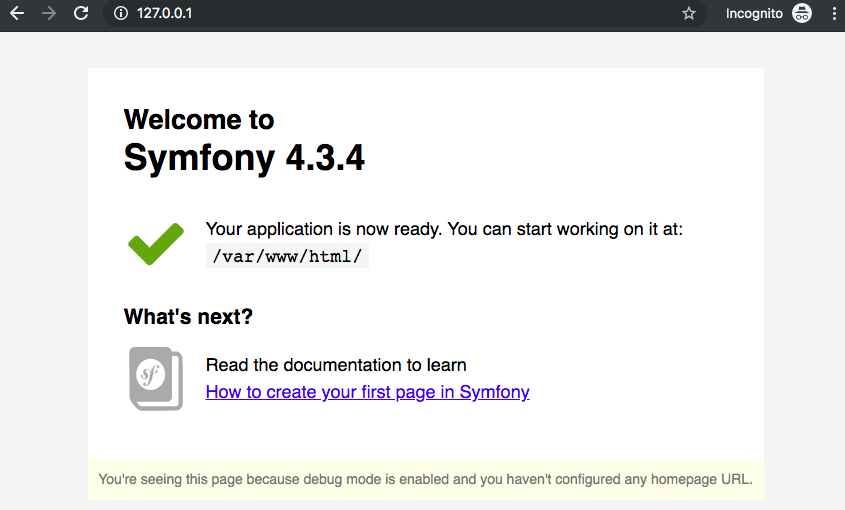 127.0.0.1 Incognito
Welcome to
Symfony 4.3.4
Your application is now ready. You can start working on it at:
/var/www/html/
What's next?
sf
Read the documentation to learn
How to create your first page in Symfony
You're seeing this page because debug mode is enabled and you haven't configured any homepage URL.